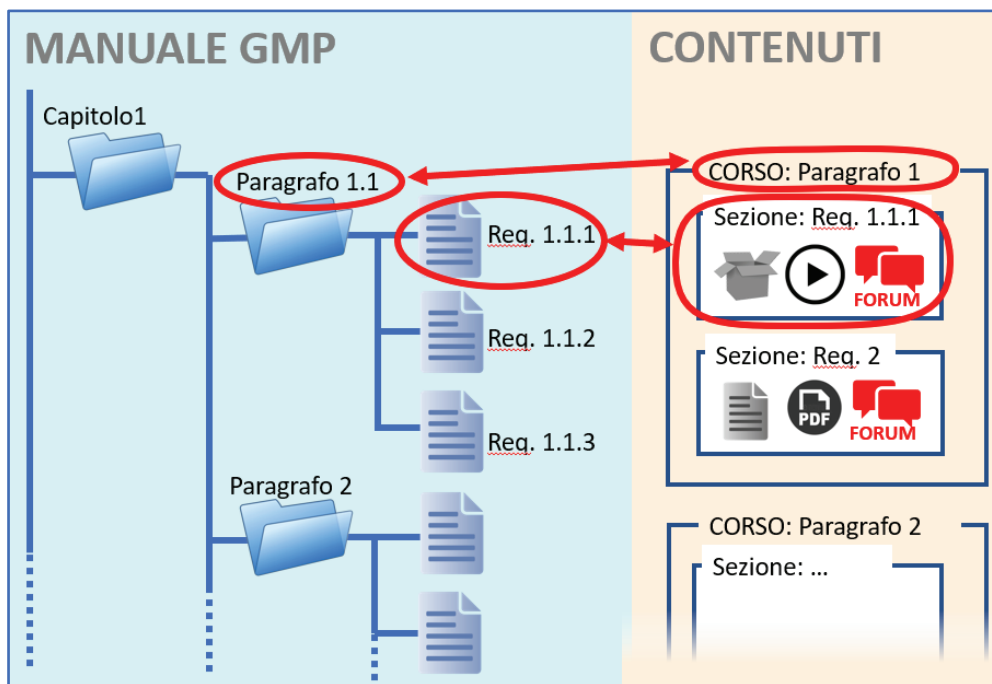 MANUALE GMP
Capitolo1
Paragrafo 1.1
Req. 1.1.1
Req. 1.1.2
Req. 1.1.3
Paragrafo 2
CONTENUTI
CORSO: Paragrafo 1
Sezione: Req. 1.1.1
FORUM
Sezione: Req. 2
PDF
FORUM
CORSO: Paragrafo 2
Sezione: ...